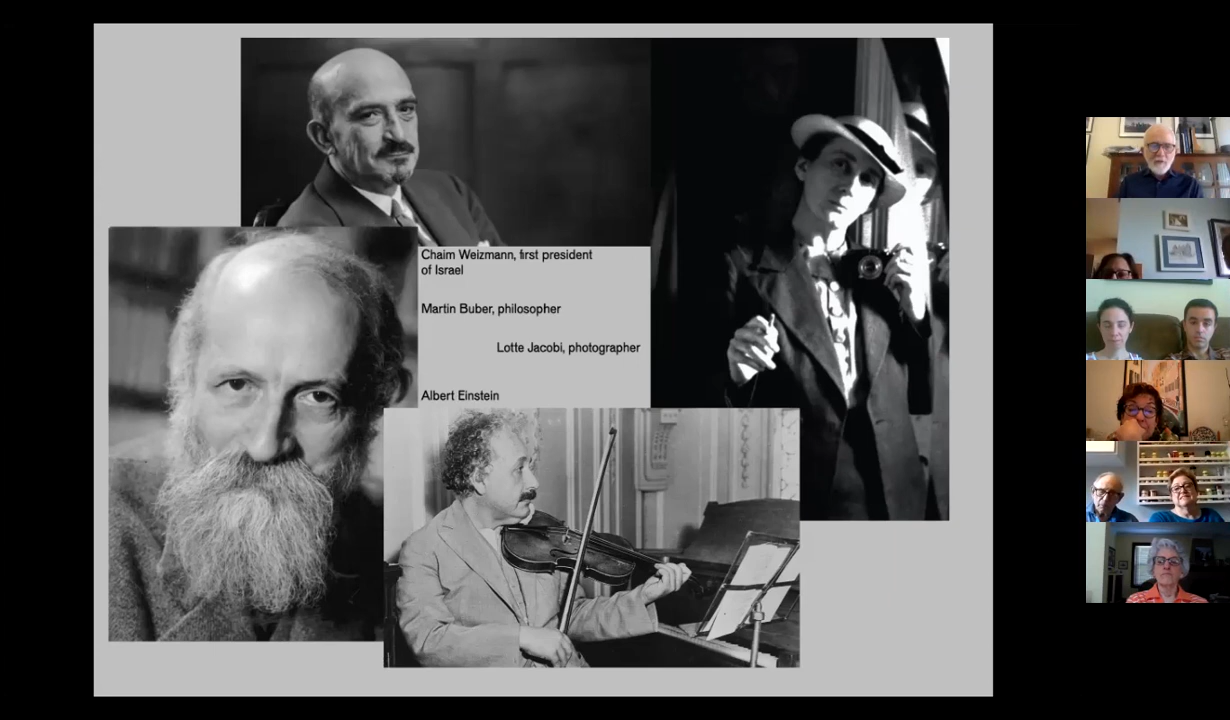 Chaim Weizmann, first president
of Israel
Martin Buber, philosopher
Lotte Jacobi, photographer
Albert Einstein